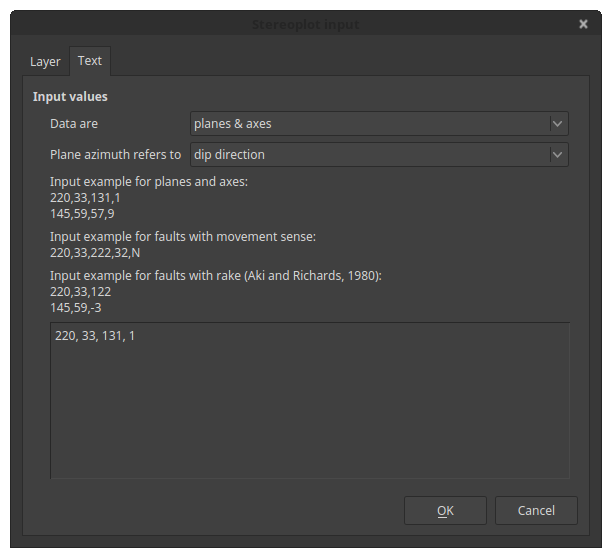 Stereoplot input
Layer Text
Input values
Data are planes & axes
Plane azimuth refers to dip direction
Input example for planes and axes:
220,33,131,1
145,59,57,9
Input example for faults with movement sense:
220,33,222,32,N
Input example for faults with rake (Aki and Richards, 1980):
220,33,122
145,59,-3
220, 33, 131, 1
OK Cancel